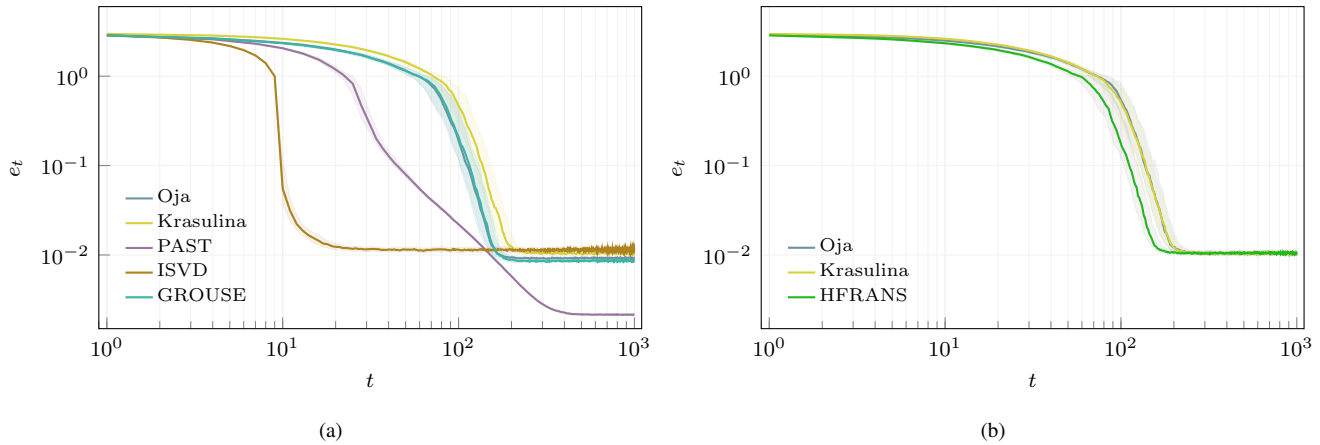 10^0
10^{-1}
10^{-2}
e_t
Oja
Krasulina
PAST
ISVD
GROUSE
10^0
10^1
10^2
10^3
t
(a)
10^0
10^{-1}
10^{-2}
e_t
Oja
Krasulina
HFRANS
10^0
10^1
10^2
10^3
t
(b)